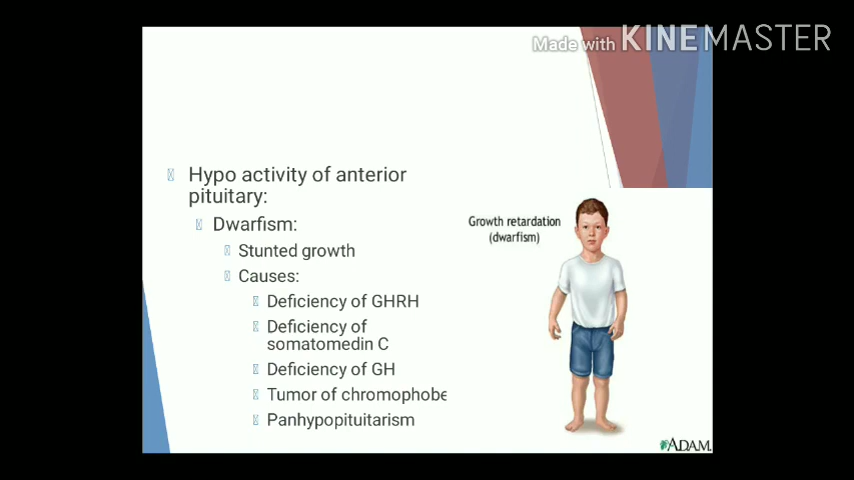 Made with KINEMASTER
Hypo activity of anterior
pituitary:
Dwarfism:
Stunted growth
Causes:
Deficiency of GHRH
Deficiency of
somatomedin C
Deficiency of GH
Tumor of chromophobe
Panhypopituitarism
Growth retardation
(dwarfism)
ADAM.